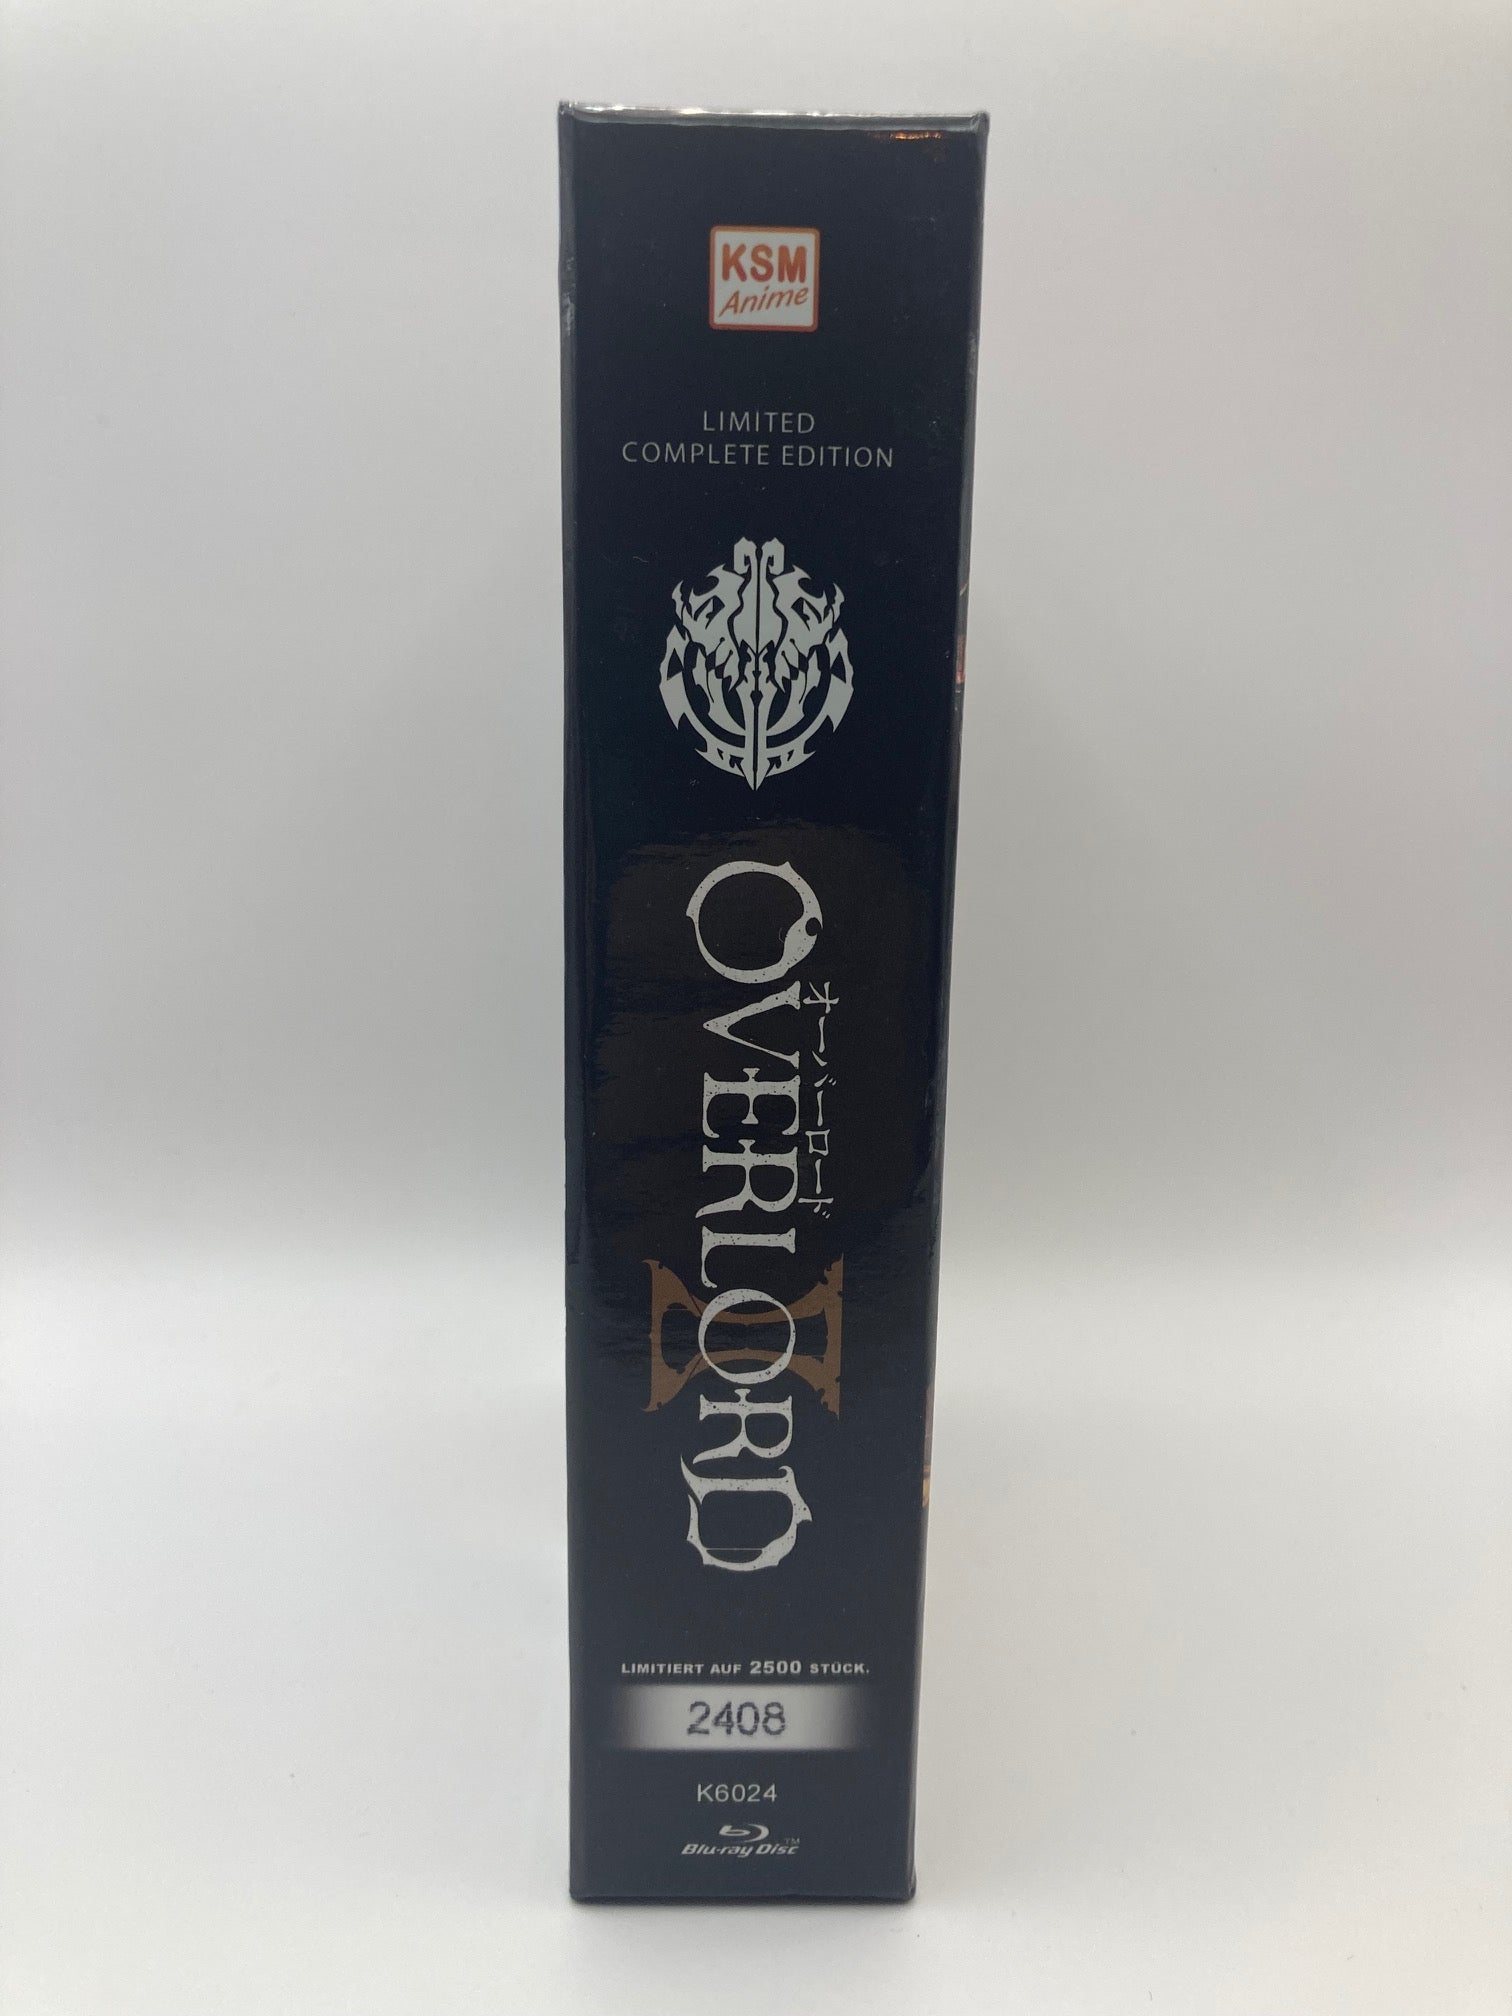 KSM
Anime
LIMITED
COMPLETE EDITION
OVERLORD
オーバーロード
II
LIMITIERT AUF 2500 STÜCK.
2408
K6024
Blu-ray Disc™